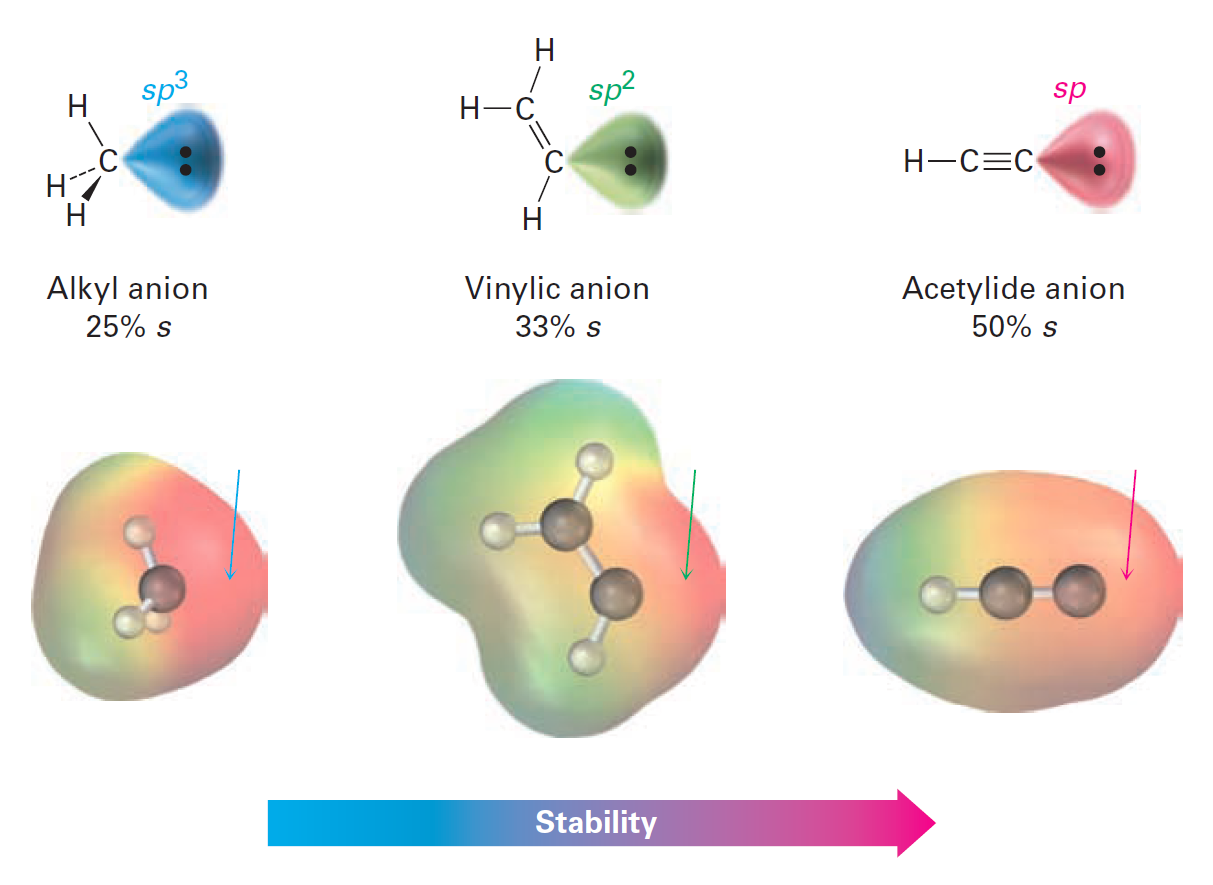 H
sp³
H
C
H
H
H
sp²
H—C
C
H
sp
H—C≡C
Alkyl anion
25% s
Vinylic anion
33% s
Acetylide anion
50% s
Stability